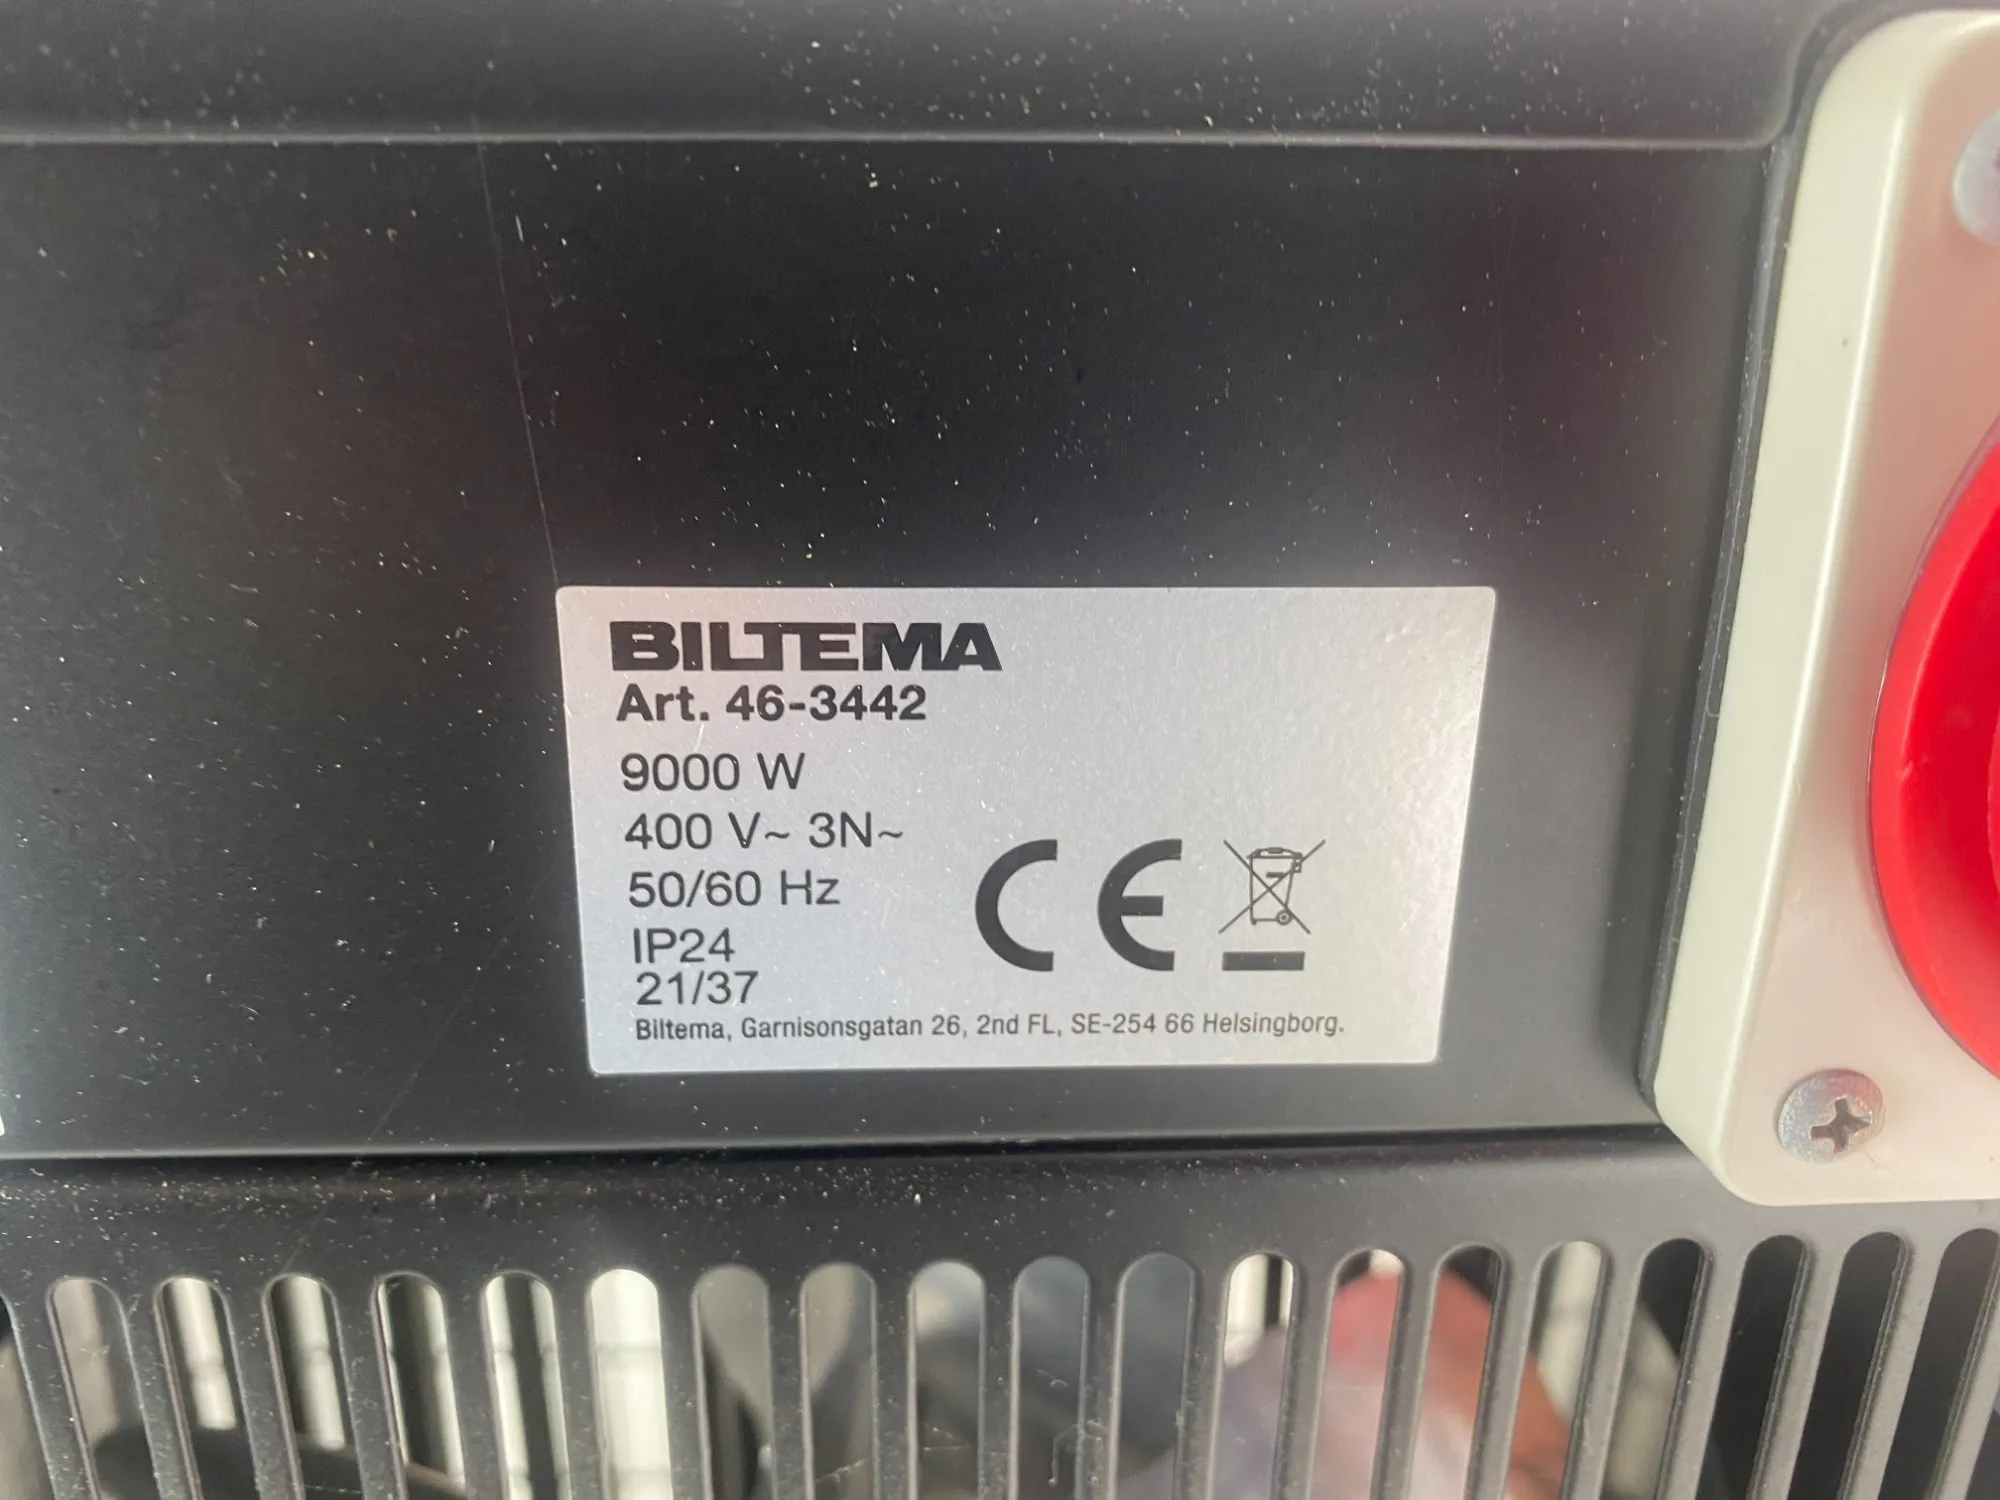 BILTEMA
Art. 46-3442
9000 W
400 V~ 3N~
50/60 Hz
IP24
21/37
CE
Biltema, Garnisonsgatan 26, 2nd FL, SE-254 66 Helsingborg.